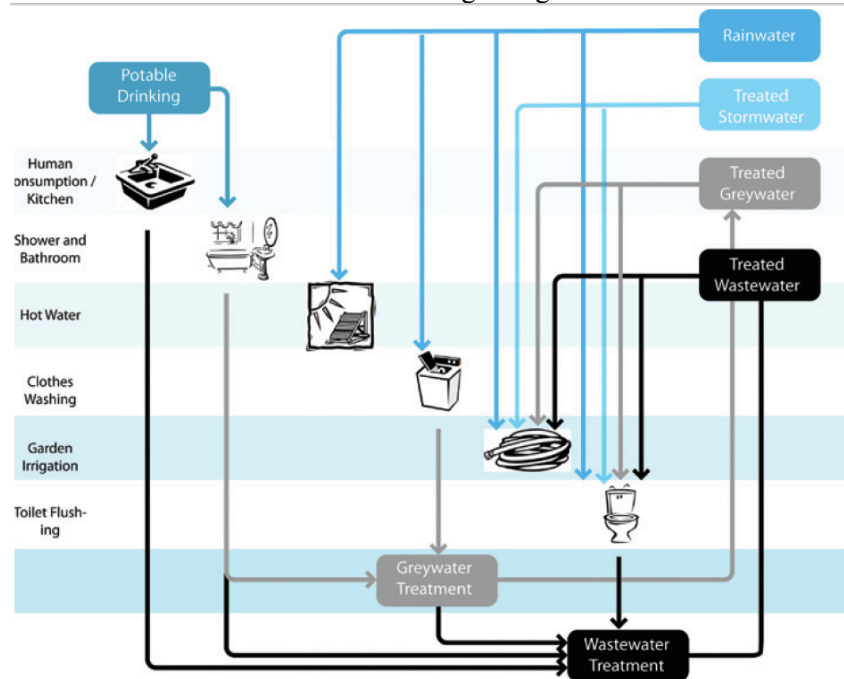 Rainwater
Potable
Drinking
Treated
Stormwater
Human
onsumption /
Kitchen
Treated
Greywater
Shower and
Bathroom
Treated
Wastewater
Hot Water
Clothes
Washing
Garden
Irrigation
Toilet Flush-
ing
Greywater
Treatment
Wastewater
Treatment